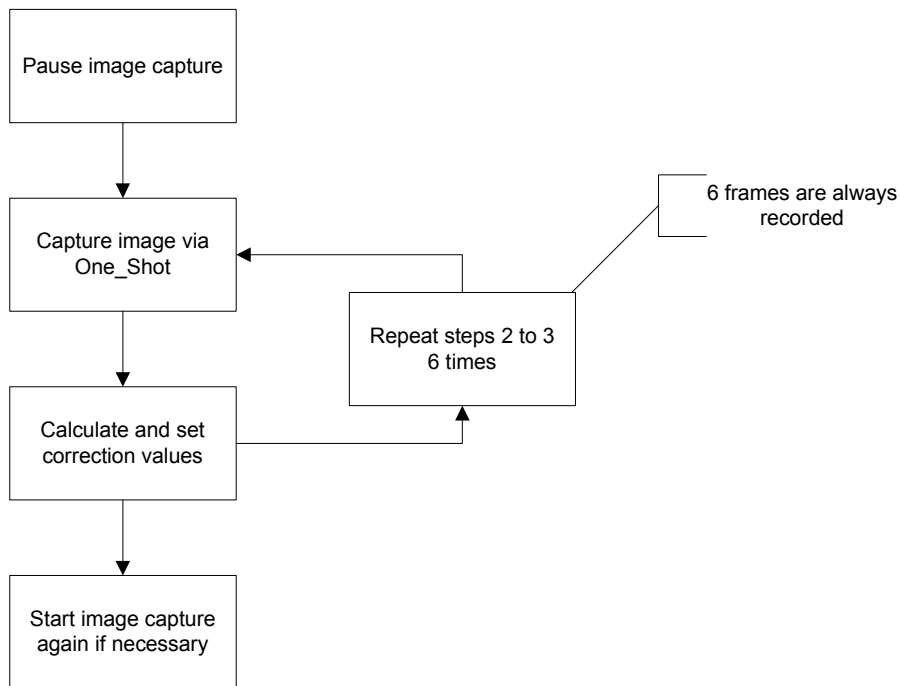 Pause image capture
Capture image via
One_Shot
Calculate and set
correction values
Start image capture
again if necessary
Repeat steps 2 to 3
6 times
6 frames are always
recorded